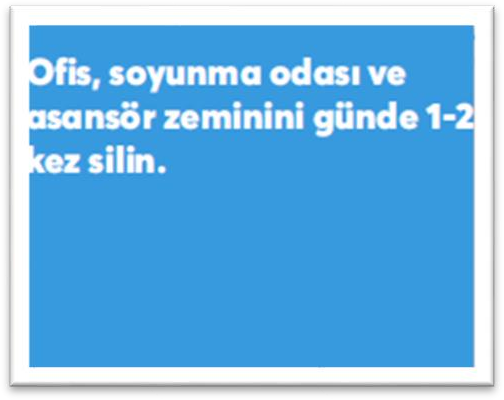 Ofis, soyunma odası ve
asansör zeminini günde 1-2
kez silin.